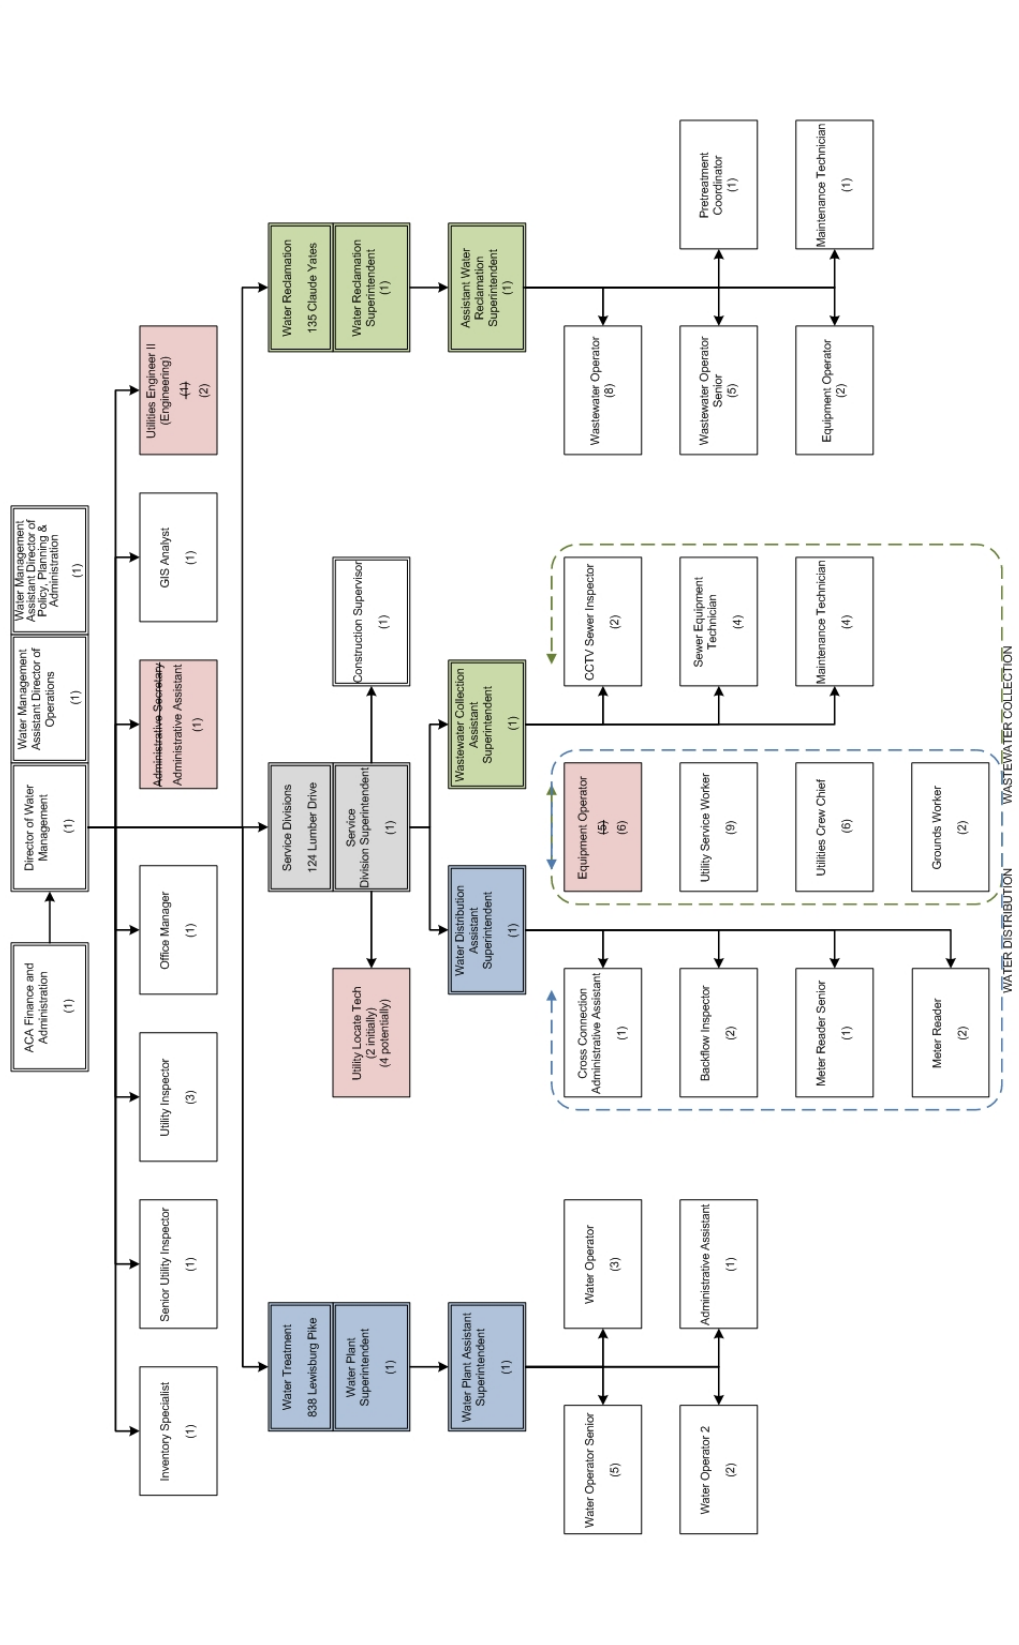 ACA Finance and
Administration
(1)
Director of Water
Management
(1)
Water Management
Assistant Director of
Operations
(1)
Water Management
Assistant Director of
Policy, Planning &
Administration
(1)
Inventory Specialist
(1)
Senior Utility Inspector
(1)
Utility Inspector
(3)
Office Manager
(1)
Administrative Secretary
Administrative Assistant
(1)
GIS Analyst
(1)
Utilities Engineer II
(Engineering)
(1)
(2)
Water Treatment
838 Lewisburg Pike
Water Plant
Superintendent
(1)
Service Divisions
124 Lumber Drive
Service
Division Superintendent
(1)
Water Reclamation
135 Claude Yates
Water Reclamation
Superintendent
(1)
Utility Locate Tech
(2 initially)
(4 potentially)
Construction Supervisor
(1)
Water Plant Assistant
Superintendent
(1)
Water Distribution
Assistant
Superintendent
(1)
Wastewater Collection
Assistant
Superintendent
(1)
Assistant Water
Reclamation
Superintendent
(1)
Water Operator Senior
(5)
Water Operator
(3)
Cross Connection
Administrative Assistant
(1)
Equipment Operator
(5)
(6)
CCTV Sewer Inspector
(2)
Wastewater Operator
(8)
Water Operator 2
(2)
Administrative Assistant
(1)
Backflow Inspector
(2)
Utility Service Worker
(9)
Sewer Equipment
Technician
(4)
Wastewater Operator
Senior
(5)
Pretreatment
Coordinator
(1)
Meter Reader Senior
(1)
Utilities Crew Chief
(6)
Maintenance Technician
(4)
Equipment Operator
(2)
Maintenance Technician
(1)
Meter Reader
(2)
Grounds Worker
(2)
WATER DISTRIBUTION
WASTEWATER COLLECTION